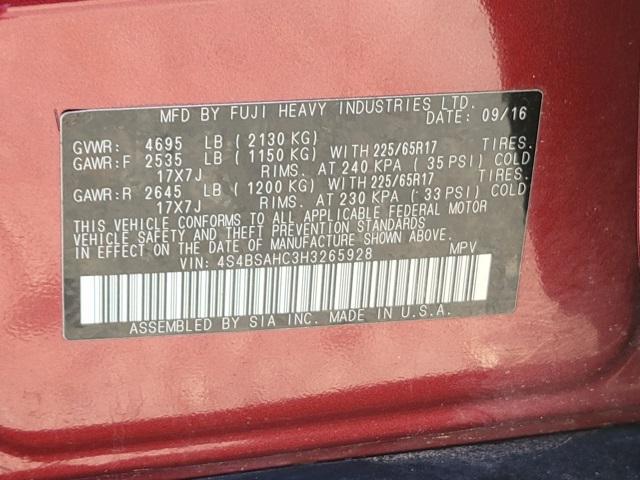 MFD BY FUJI HEAVY INDUSTRIES LTD.
DATE: 09/16
GVWR: 4695 LB ( 2130 KG)
GAWR:F 2535 LB ( 1150 KG) WITH 225/65R17 TIRES.
17X7J RIMS. AT 240 KPA ( 35 PSI) COLD
GAWR:R 2645 LB ( 1200 KG) WITH 225/65R17 TIRES.
17X7J RIMS. AT 230 KPA ( 33 PSI) COLD
THIS VEHICLE CONFORMS TO ALL APPLICABLE FEDERAL MOTOR
VEHICLE SAFETY AND THEFT PREVENTION STANDARDS
IN EFFECT ON THE DATE OF MANUFACTURE SHOWN ABOVE.
VIN: 4S4BSAHC3H3265928 MPV
ASSEMBLED BY SIA INC. MADE IN U.S.A.